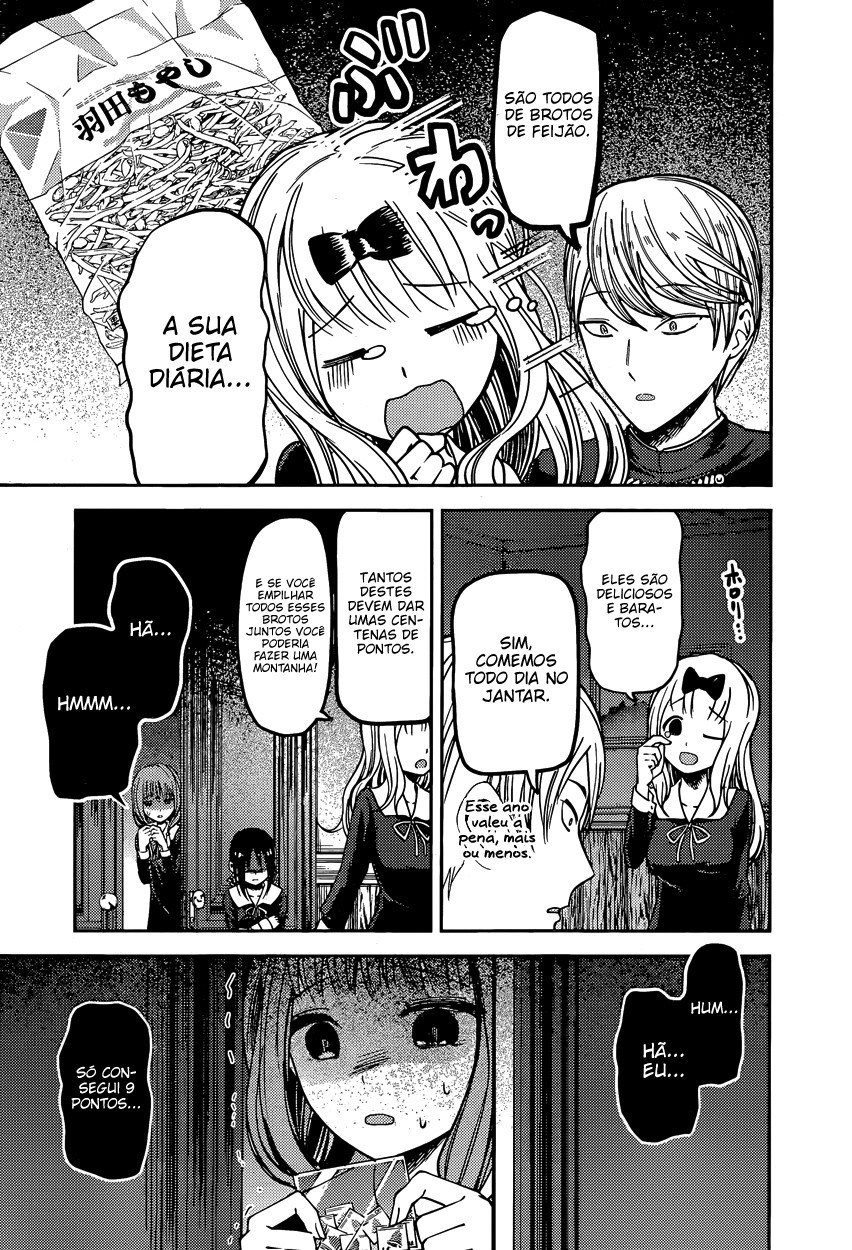 SÃO TODOS
DE BROTOS
DE FEIJÃO.
羽田もやし
ぶわっ
A SUA
DIETA
DIÁRIA...
ELES SÃO
DELICIOSOS
E BARA-
TOS...
ホロリ…
SIM,
COMEMOS
TODO DIA NO
JANTAR.
Esse ano
valeu a
pena, mais
ou menos.
TANTOS
DESTES
DEVEM DAR
UMAS CEN-
TENAS DE
PONTOS.
E SE VOCÊ
EMPILHAR
TODOS ESSES
BROTOS
JUNTOS VOCÊ
PODERIA
FAZER UMA
MONTANHA!
HÃ...
HMMM...
HUM...
HÃ...
EU...
SÓ CON-
SEGUI 9
PONTOS...